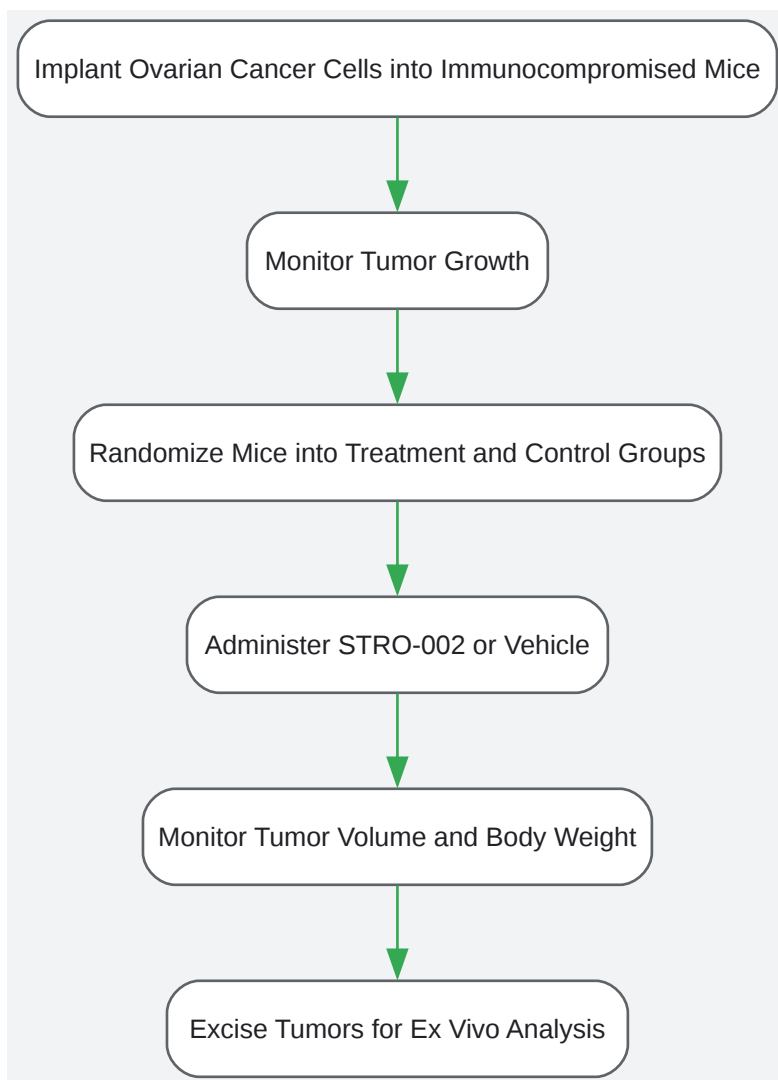 Implant Ovarian Cancer Cells into Immunocompromised Mice
Monitor Tumor Growth
Randomize Mice into Treatment and Control Groups
Administer STRO-002 or Vehicle
Monitor Tumor Volume and Body Weight
Excise Tumors for Ex Vivo Analysis